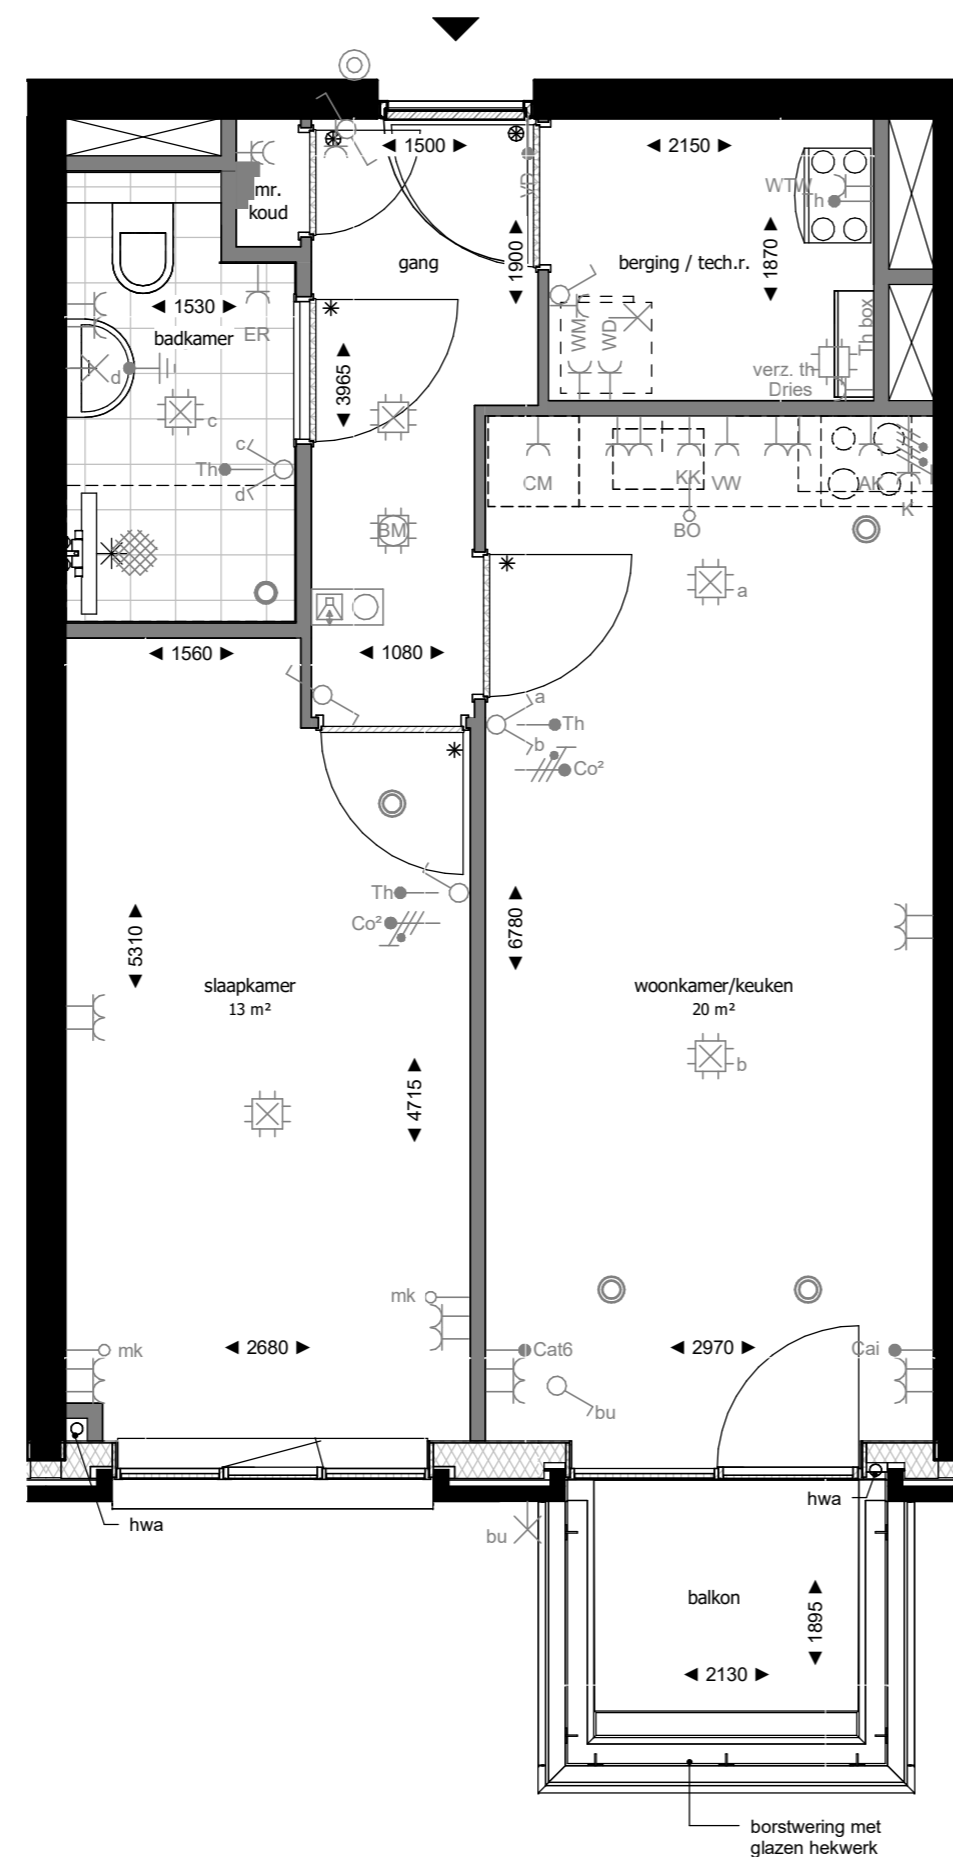 1500
2150
WTW
Th
mr.
koud
VD
gang
1900
berging / tech.r.
1870
1530
badkamer
ER
WM
WD
Th box
verz. th
Dries
d
c
3965
c
Th
d
CM
KK
VW
AK
K
BM
BO
a
1560
1080
a
Th
b
Co²
Th
Co²
5310
6780
slaapkamer
13 m²
woonkamer/keuken
20 m²
4715
b
mk
mk
2680
Cat6
2970
Cai
bu
hwa
hwa
bu
balkon
1895
2130
borstwering met
glazen hekwerk